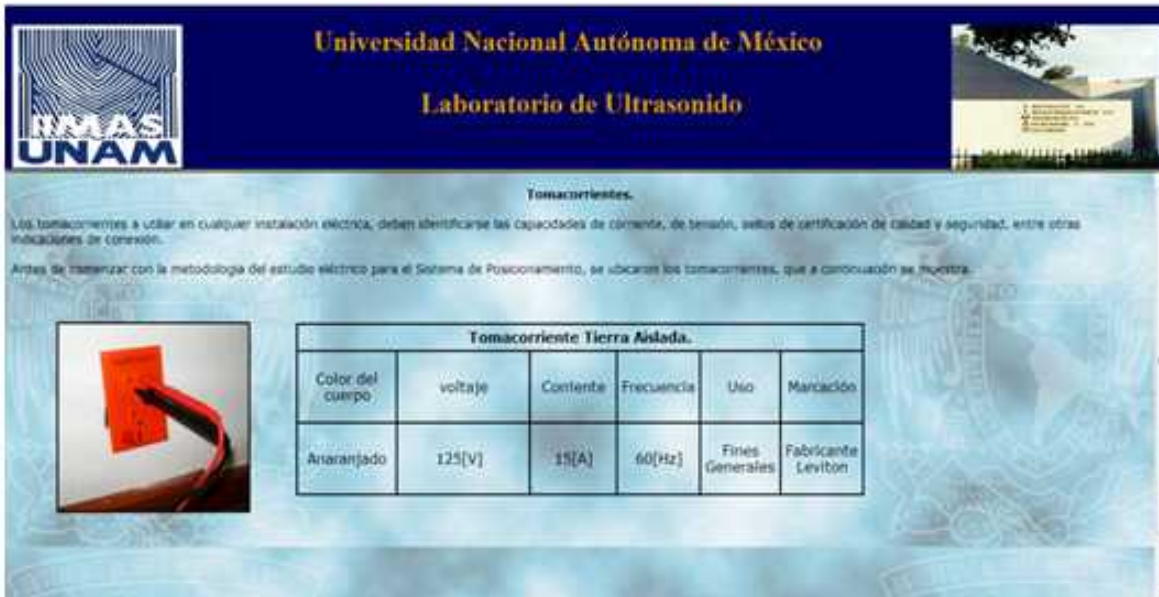 IIMAS
UNAM
Universidad Nacional Autónoma de México
Laboratorio de Ultrasonido
Tomacorrientes.
Los tomacorrientes a utiliar en cualquier instalación eléctrica, deben identificarse las capacidades de corriente, de tensión, sellos de certificación de calidad y seguridad, entre otras
indicaciones de conexión.
Antes de comenzar con la metodología del estudio eléctrico para el Sistema de Posicionamiento, se ubicaron los tomacorrientes, que a continuación se muestra.
Tomacorriente Tierra Aislada.
Color del cuerpo voltaje Corriente Frecuencia Uso Marcación
Anaranjado 125[V] 15[A] 60[Hz] Fines Generales Fabricante Leviton